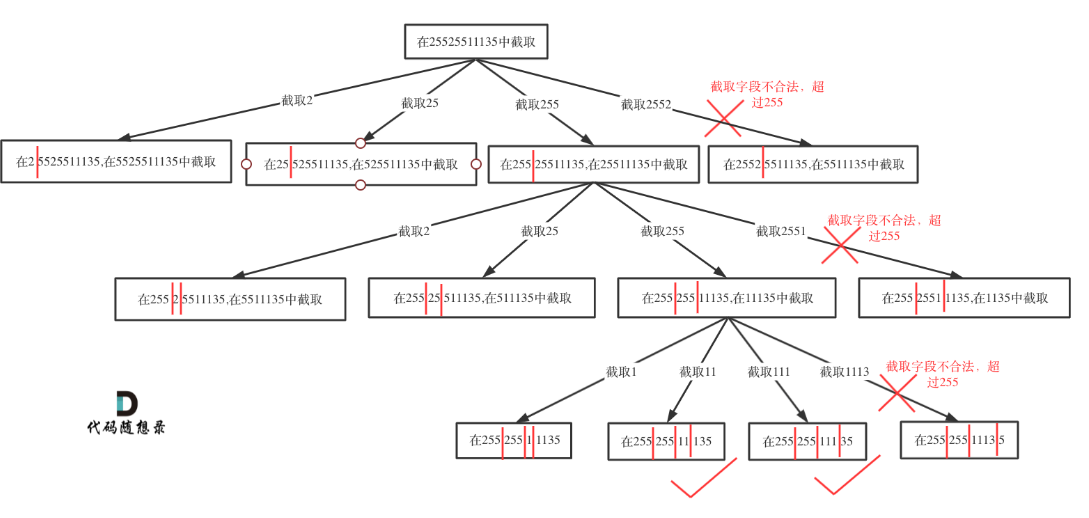 在25525511135中截取
截取2
截取25
截取255
截取2552
截取字段不合法，超
过255
在2 5525511135,在5525511135中截取
在25 525511135,在525511135中截取
在255 25511135,在25511135中截取
在2552 5511135,在5511135中截取
截取2
截取25
截取255
截取2551
截取字段不合法，超
过255
在255 2 5511135,在5511135中截取
在255 25 511135,在511135中截取
在255 255 11135,在11135中截取
在255 2551 1135,在1135中截取
截取1
截取11
截取111
截取1113
截取字段不合法，超
过255
在255 255 1 1135
在255 255 11 135
在255 255 111 35
在255 255 1113 5
代码随想录